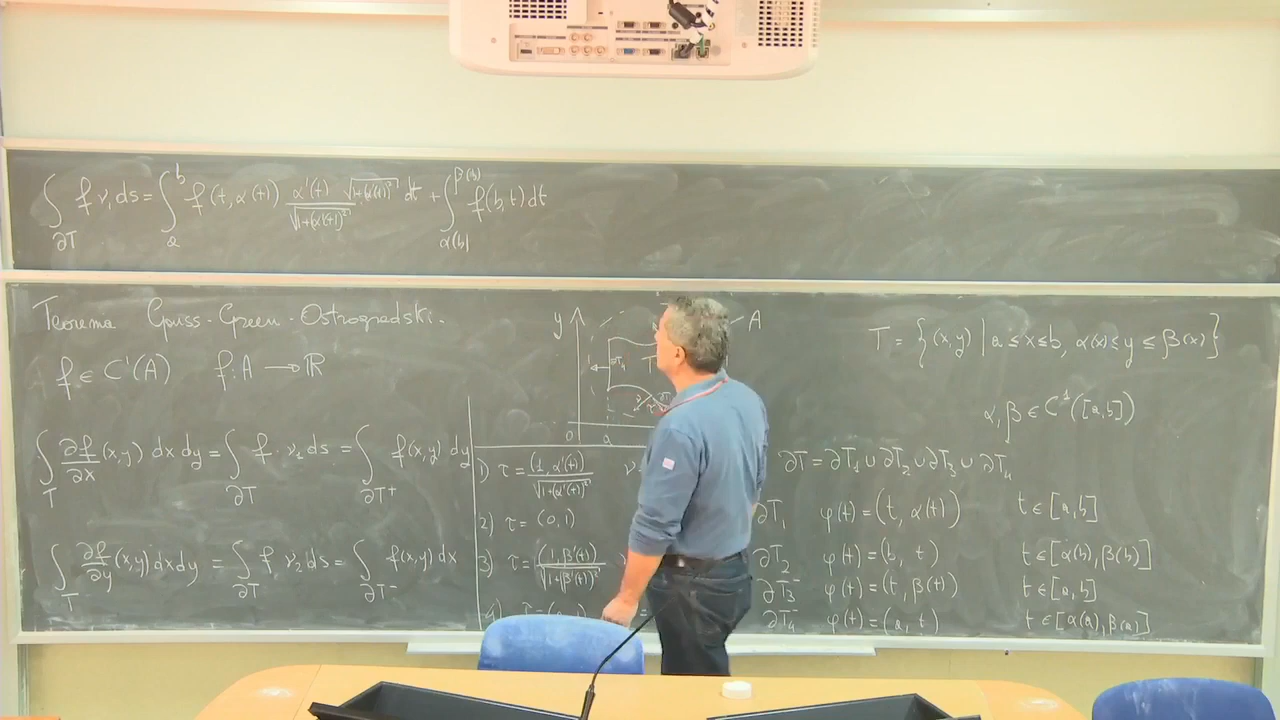 ∫_{∂T} f ν₁ ds = ∫_a^b f(t, α(t)) α'(t)/√(1+(α'(t))²) √(1+(α'(t))²) dt + ∫_{α(b)}^{β(b)} f(b,t) dt
Teorema Gauss-Green-Ostrogradski.
f ∈ C¹(A) f: A → ℝ
∫_T ∂f/∂x (x,y) dx dy = ∫_{∂T} f · ν₁ ds = ∫_{∂T⁺} f(x,y) dy
∫_T ∂f/∂y (x,y) dx dy = ∫_{∂T} f ν₂ ds = ∫_{∂T⁻} f(x,y) dx
y
A
T
∂T₄
0 a
1) τ = (1, α'(t))/√(1+(α'(t))²) ν =
2) τ = (0,1)
3) τ = (1, β'(t))/√(1+(β'(t))²)
T = {(x,y) | a ≤ x ≤ b, α(x) ≤ y ≤ β(x)}
α, β ∈ C¹([a,b])
∂T = ∂T₁ ∪ ∂T₂ ∪ ∂T₃ ∪ ∂T₄
∂T₁ φ(t) = (t, α(t)) t ∈ [a,b]
∂T₂ φ(t) = (b, t) t ∈ [α(b), β(b)]
∂T₃⁻ φ(t) = (t, β(t)) t ∈ [a,b]
∂T₄⁻ φ(t) = (a, t) t ∈ [α(a), β(a)]